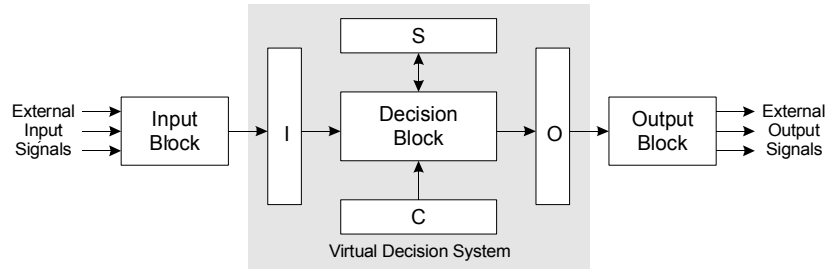 S
External
Input
Signals
Input
Block
I
Decision
Block
O
Output
Block
External
Output
Signals
C
Virtual Decision System